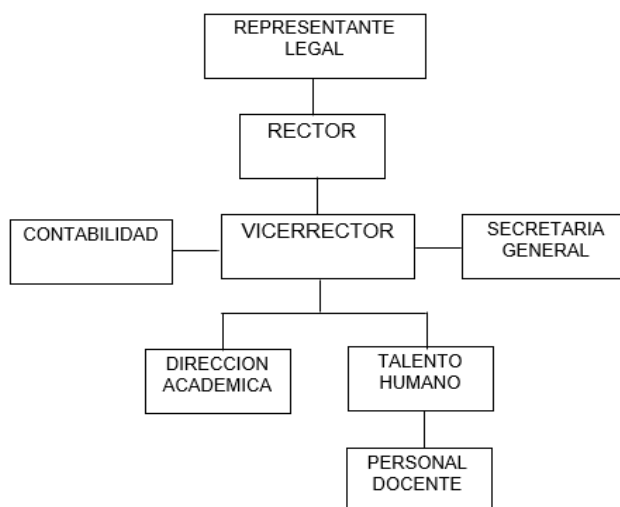 REPRESENTANTE
LEGAL
RECTOR
CONTABILIDAD
VICERRECTOR
SECRETARIA
GENERAL
DIRECCION
ACADEMICA
TALENTO
HUMANO
PERSONAL
DOCENTE